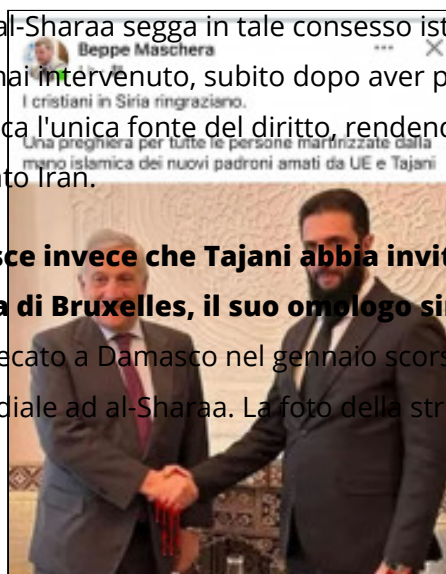 al-Sharaa segga in tale consesso ist
Beppe Maschera
mai intervenuto, subito dopo aver p
I cristiani in Siria ringraziano.
ca l'unica fonte del diritto, rendend
Una preghiera per tutte le persone martirizzate dalla
mano islamica dei nuovi padroni amati da UE e Tajani
to Iran.
sce invece che Tajani abbia invit
a di Bruxelles, il suo omologo si
ecato a Damasco nel gennaio scors
diale ad al-Sharaa. La foto della str